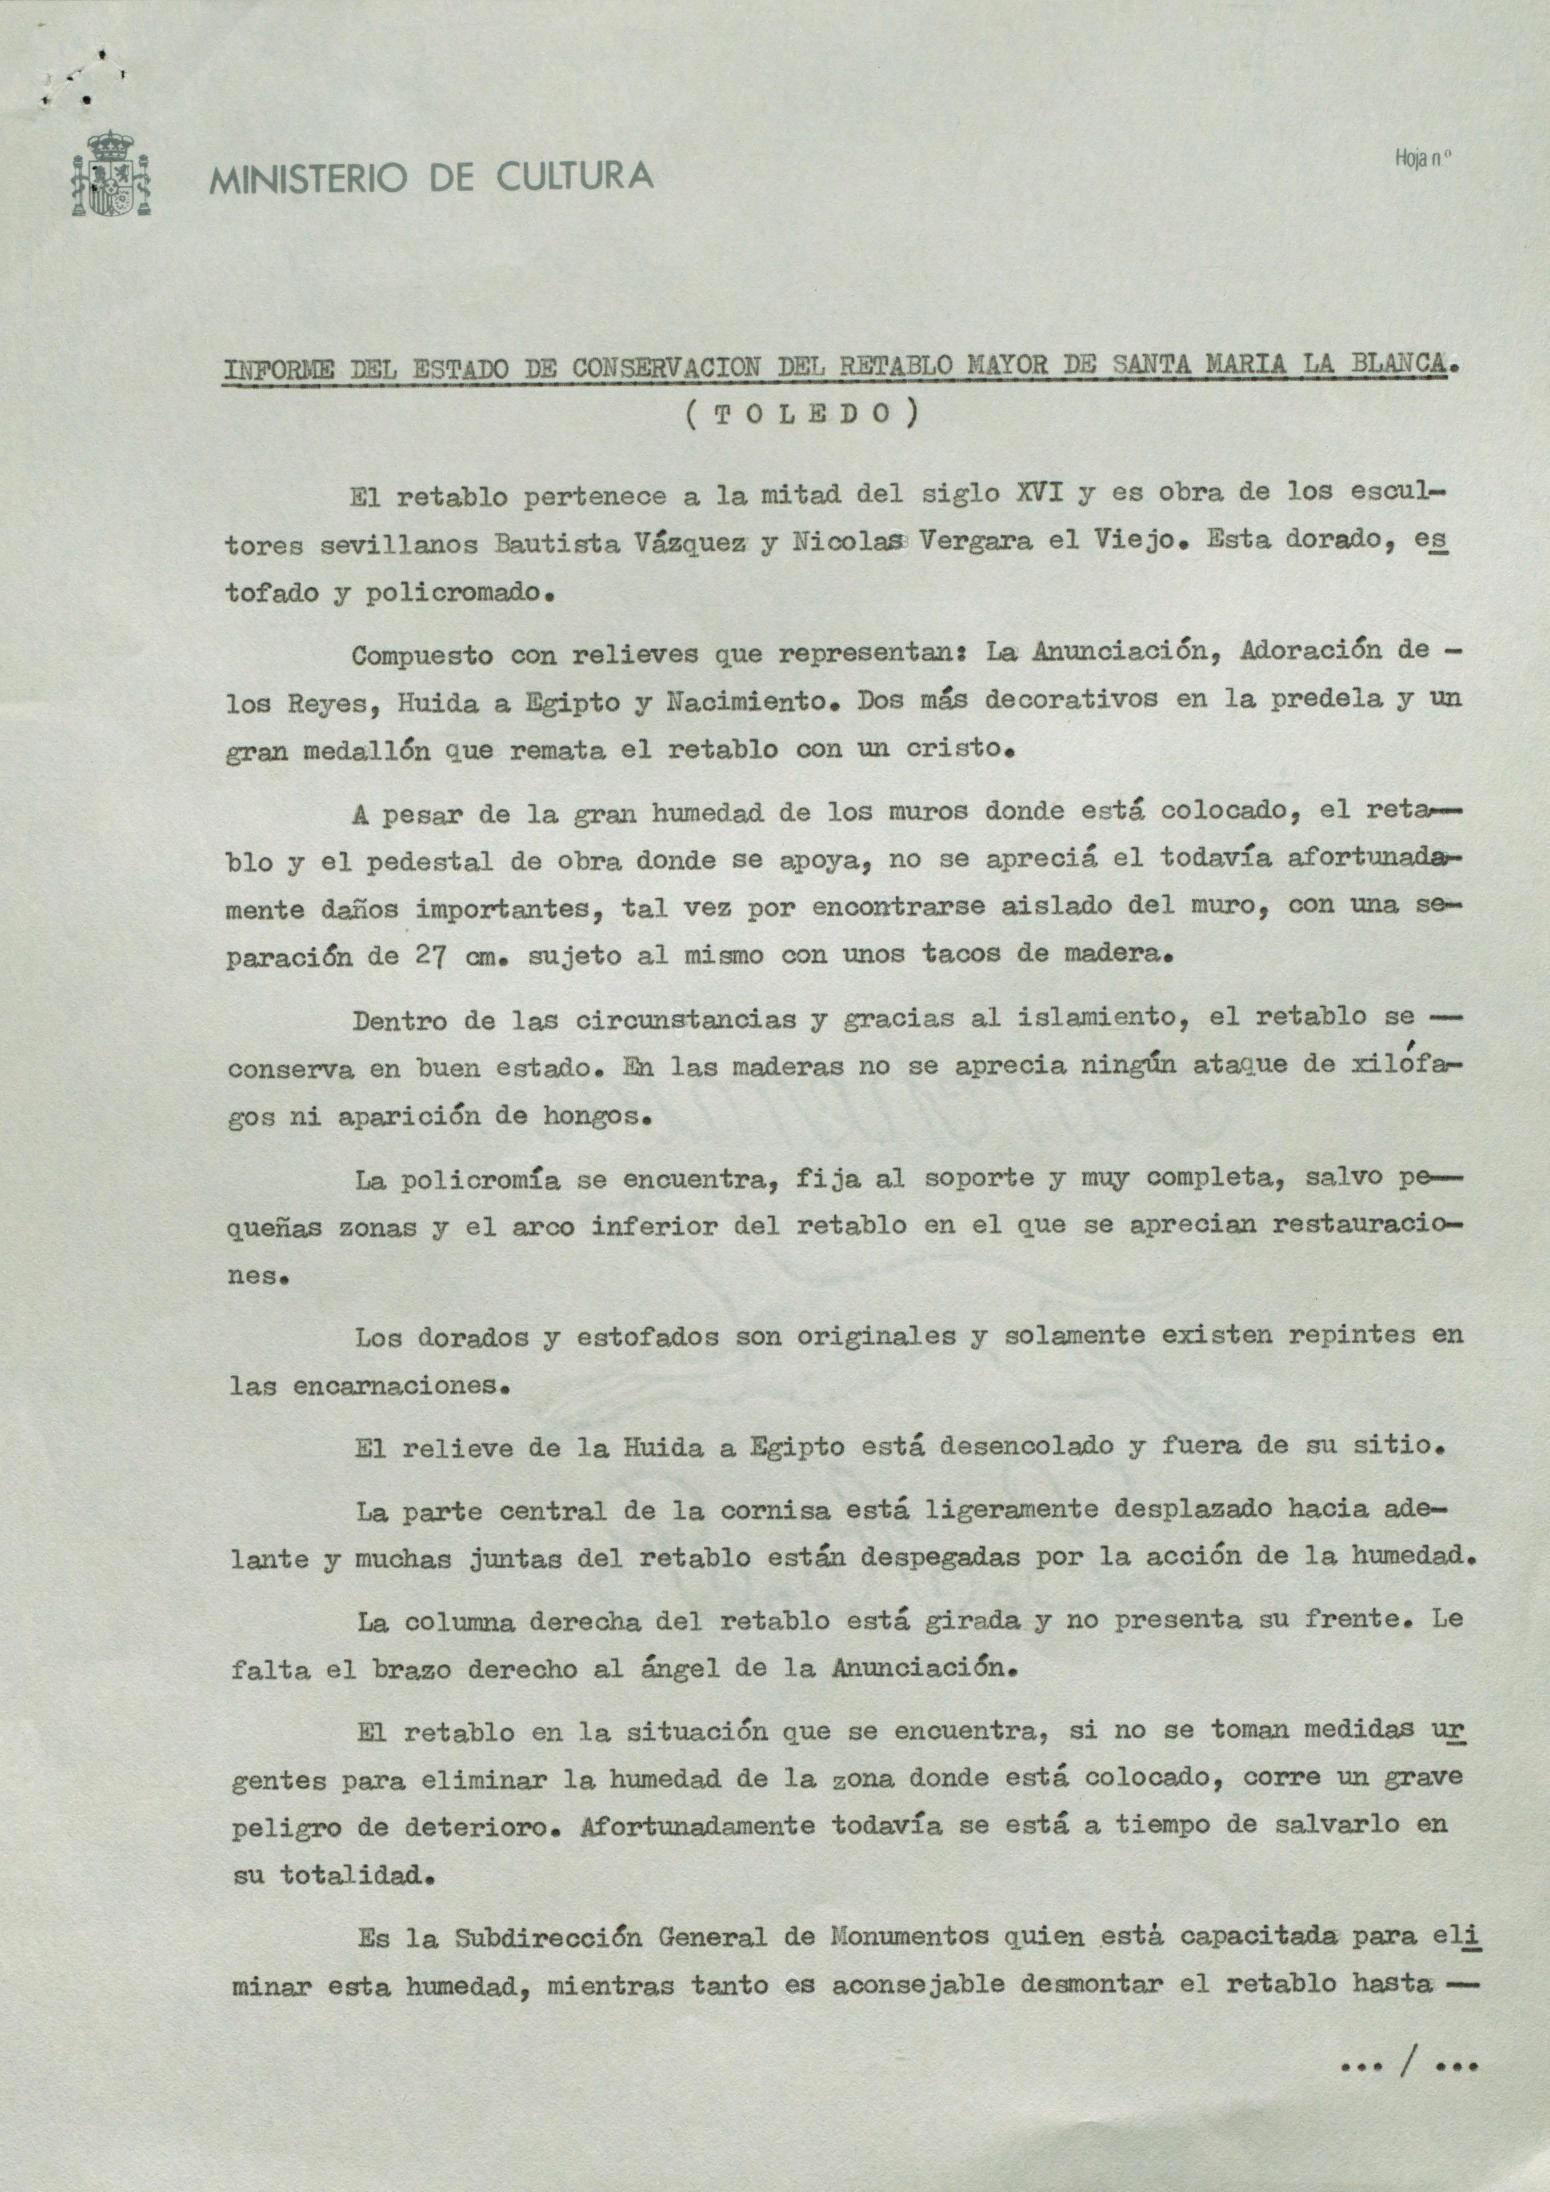 MINISTERIO DE CULTURA
Hoja nº
INFORME DEL ESTADO DE CONSERVACION DEL RETABLO MAYOR DE SANTA MARIA LA BLANCA.
( T O L E D O )
El retablo pertenece a la mitad del siglo XVI y es obra de los escul-
tores sevillanos Bautista Vázquez y Nicolas Vergara el Viejo. Esta dorado, es
tofado y policromado.
Compuesto con relieves que representan: La Anunciación, Adoración de -
los Reyes, Huida a Egipto y Nacimiento. Dos más decorativos en la predela y un
gran medallón que remata el retablo con un cristo.
A pesar de la gran humedad de los muros donde está colocado, el reta--
blo y el pedestal de obra donde se apoya, no se apreciá el todavía afortunada-
mente daños importantes, tal vez por encontrarse aislado del muro, con una se-
paración de 27 cm. sujeto al mismo con unos tacos de madera.
Dentro de las circunstancias y gracias al islamiento, el retablo se --
conserva en buen estado. En las maderas no se aprecia ningún ataque de xilófa-
gos ni aparición de hongos.
La policromía se encuentra, fija al soporte y muy completa, salvo pe--
queñas zonas y el arco inferior del retablo en el que se aprecian restauracio-
nes.
Los dorados y estofados son originales y solamente existen repintes en
las encarnaciones.
El relieve de la Huida a Egipto está desencolado y fuera de su sitio.
La parte central de la cornisa está ligeramente desplazado hacia ade-
lante y muchas juntas del retablo están despegadas por la acción de la humedad.
La columna derecha del retablo está girada y no presenta su frente. Le
falta el brazo derecho al ángel de la Anunciación.
El retablo en la situación que se encuentra, si no se toman medidas ur
gentes para eliminar la humedad de la zona donde está colocado, corre un grave
peligro de deterioro. Afortunadamente todavía se está a tiempo de salvarlo en
su totalidad.
Es la Subdirección General de Monumentos quien está capacitada para eli
minar esta humedad, mientras tanto es aconsejable desmontar el retablo hasta --
... / ...